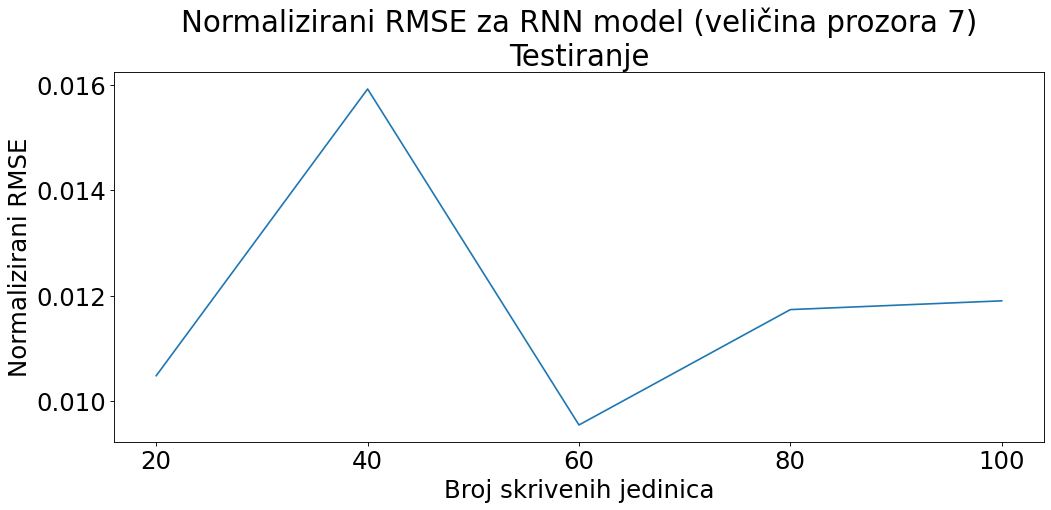 Normalizirani RMSE za RNN model (veličina prozora 7)
Testiranje
Normalizirani RMSE
0.016
0.014
0.012
0.010
20 40 60 80 100
Broj skrivenih jedinica